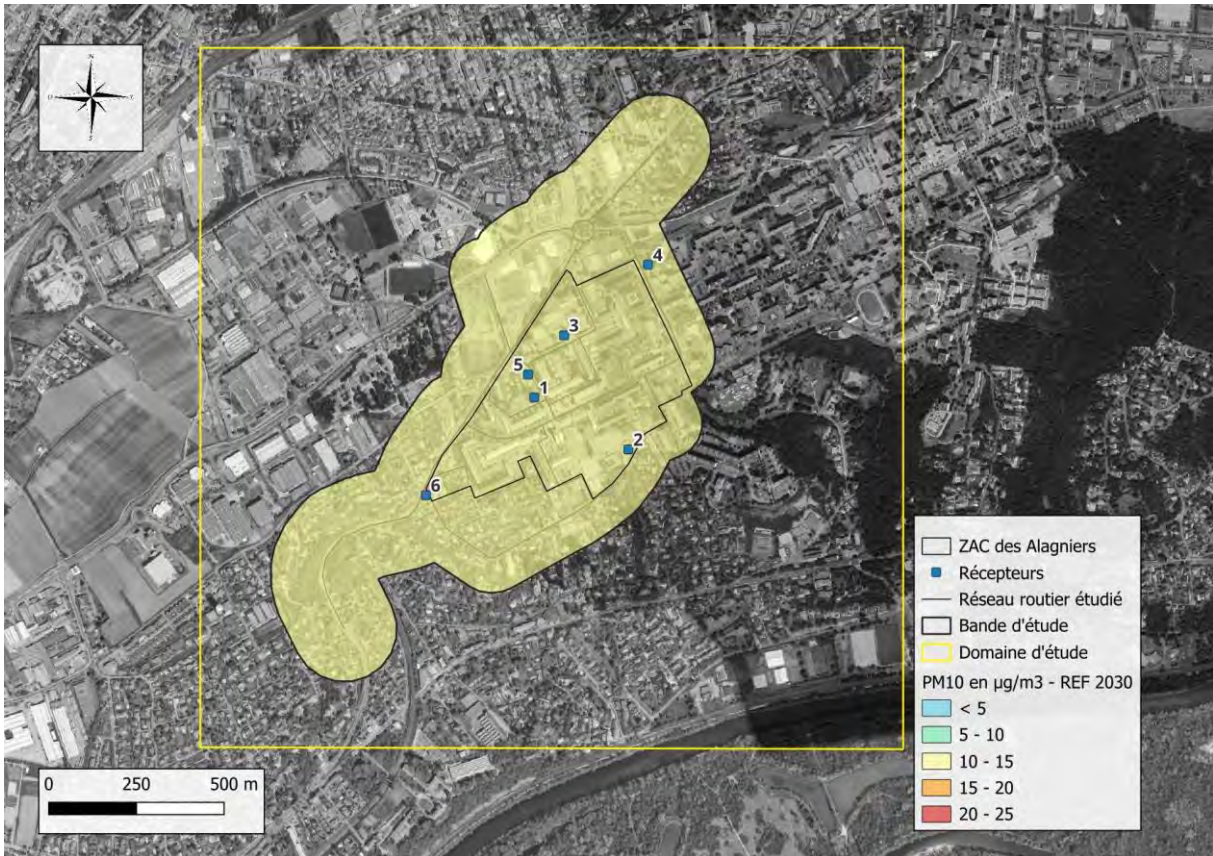 N
O
E
S
4
3
5
1
2
6
ZAC des Alagniers
Récepteurs
Réseau routier étudié
Bande d'étude
Domaine d'étude
PM10 en µg/m3 - REF 2030
< 5
5 - 10
10 - 15
15 - 20
20 - 25
0 250 500 m